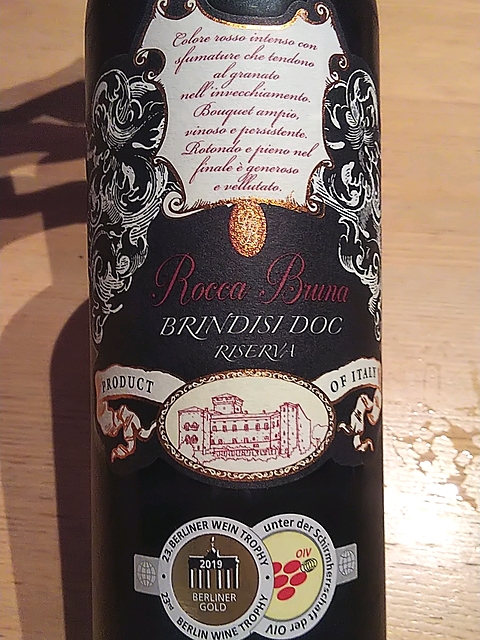 Colore rosso intenso con
sfumature che tendono
al granato
nell'invecchiamento.
Bouquet ampio,
vinoso e persistente.
Rotondo e pieno nel
finale è generoso
e vellutato.
Rocca Bruna
BRINDISI DOC
RISERVA
PRODUCT OF ITALY
23. BERLINER WEIN TROPHY
2019
BERLINER
GOLD
23rd BERLIN WINE TROPHY
unter der Schirmherrschaft der OIV
OIV